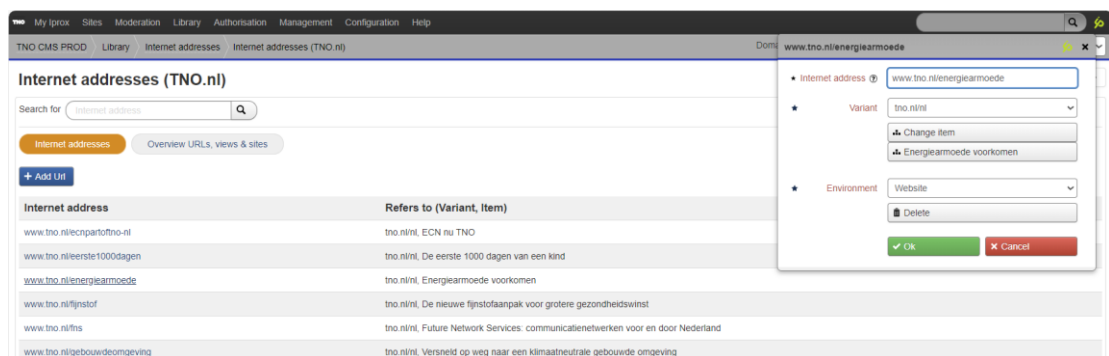 TNO My Iprox Sites Moderation Library Authorisation Management Configuration Help
TNO CMS PROD Library Internet addresses Internet addresses (TNO.nl)
Internet addresses (TNO.nl)
Search for Internet address
Internet addresses Overview URLs, views & sites
+ Add Url
Internet address Refers to (Variant, Item)
www.tno.nl/ecnpartoftno-nl tno.nl/nl, ECN nu TNO
www.tno.nl/eerste1000dagen tno.nl/nl, De eerste 1000 dagen van een kind
www.tno.nl/energiearmoede tno.nl/nl, Energiearmoede voorkomen
www.tno.nl/fijnstof tno.nl/nl, De nieuwe fijnstofaanpak voor grotere gezondheidswinst
www.tno.nl/fns tno.nl/nl, Future Network Services: communicatienetwerken voor en door Nederland
www.tno.nl/gebouwdeomgeving tno.nl/nl, Versneld op weg naar een klimaatneutrale gebouwde omgeving
www.tno.nl/energiearmoede
Internet address www.tno.nl/energiearmoede
Variant tno.nl/nl
Change item
Energiearmoede voorkomen
Environment Website
Delete
Ok Cancel